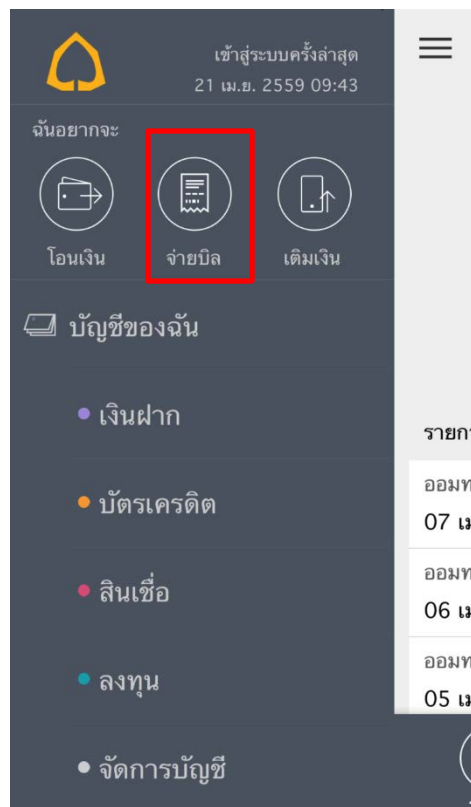 เข้าสู่ระบบครั้งล่าสุด
21 เม.ย. 2559 09:43
ฉันอยากจะ
โอนเงิน จ่ายบิล เติมเงิน
บัญชีของฉัน
เงินฝาก
บัตรเครดิต
สินเชื่อ
ลงทุน
จัดการบัญชี
07
06
05